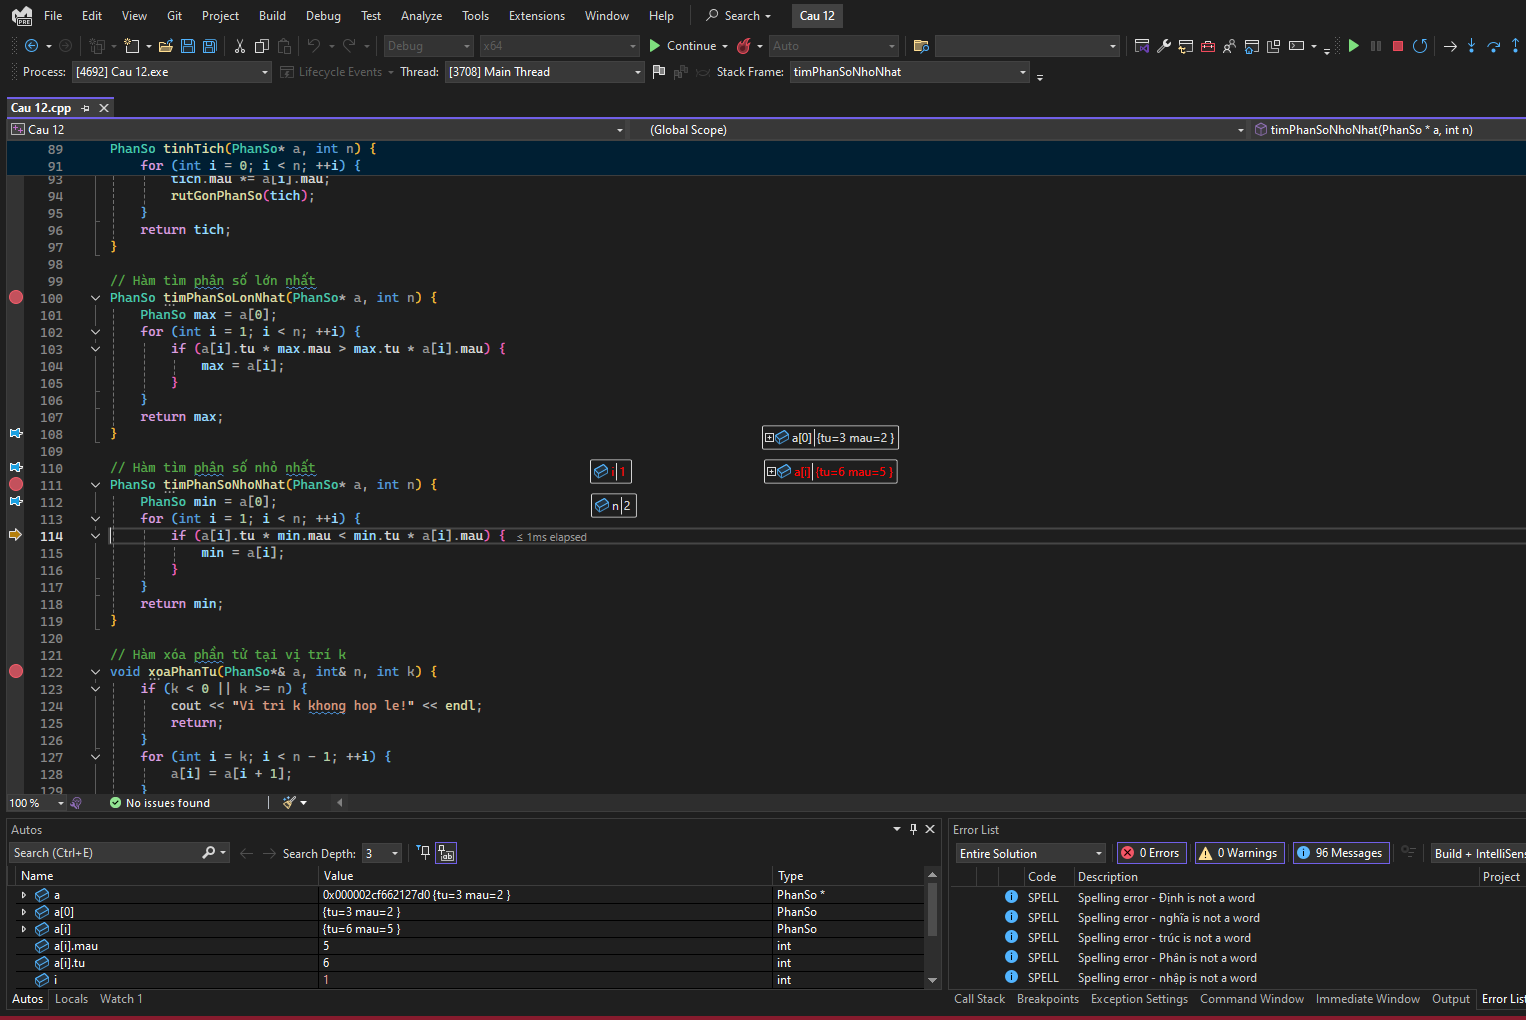 File Edit View Git Project Build Debug Test Analyze Tools Extensions Window Help Search Cau 12
PRE
Debug x64 Continue Auto
Process: [4692] Cau 12.exe Lifecycle Events Thread: [3708] Main Thread Stack Frame: timPhanSoNhoNhat
Cau 12.cpp
Cau 12 (Global Scope) timPhanSoNhoNhat(PhanSo * a, int n)
89 PhanSo tinhTich(PhanSo* a, int n) {
91 for (int i = 0; i < n; ++i) {
93 tich.mau *= a[i].mau;
94 rutGonPhanSo(tich);
95 }
96 return tich;
97 }
98
99 // Hàm tìm phân số lớn nhất
100 PhanSo timPhanSoLonNhat(PhanSo* a, int n) {
101 PhanSo max = a[0];
102 for (int i = 1; i < n; ++i) {
103 if (a[i].tu * max.mau > max.tu * a[i].mau) {
104 max = a[i];
105 }
106 }
107 return max;
108 }
a[0] {tu=3 mau=2 }
109
110 // Hàm tìm phân số nhỏ nhất
i 1 a[i] {tu=6 mau=5 }
111 PhanSo timPhanSoNhoNhat(PhanSo* a, int n) {
112 PhanSo min = a[0];
n 2
113 for (int i = 1; i < n; ++i) {
114 if (a[i].tu * min.mau < min.tu * a[i].mau) { ≤ 1ms elapsed
115 min = a[i];
116 }
117 }
118 return min;
119 }
120
121 // Hàm xóa phần tử tại vị trí k
122 void xoaPhanTu(PhanSo*& a, int& n, int k) {
123 if (k < 0 || k >= n) {
124 cout << "Vi tri k khong hop le!" << endl;
125 return;
126 }
127 for (int i = k; i < n - 1; ++i) {
128 a[i] = a[i + 1];
129 }
100 % No issues found
Autos
Search (Ctrl+E) Search Depth: 3
Name Value Type
a 0x000002cf662127d0 {tu=3 mau=2 } PhanSo *
a[0] {tu=3 mau=2 } PhanSo
a[i] {tu=6 mau=5 } PhanSo
a[i].mau 5 int
a[i].tu 6 int
i 1 int
Autos Locals Watch 1
Error List
Entire Solution 0 Errors 0 Warnings 96 Messages Build + IntelliSens
Code Description Project
SPELL Spelling error - Định is not a word
SPELL Spelling error - nghĩa is not a word
SPELL Spelling error - trúc is not a word
SPELL Spelling error - Phân is not a word
SPELL Spelling error - nhập is not a word
Call Stack Breakpoints Exception Settings Command Window Immediate Window Output Error List